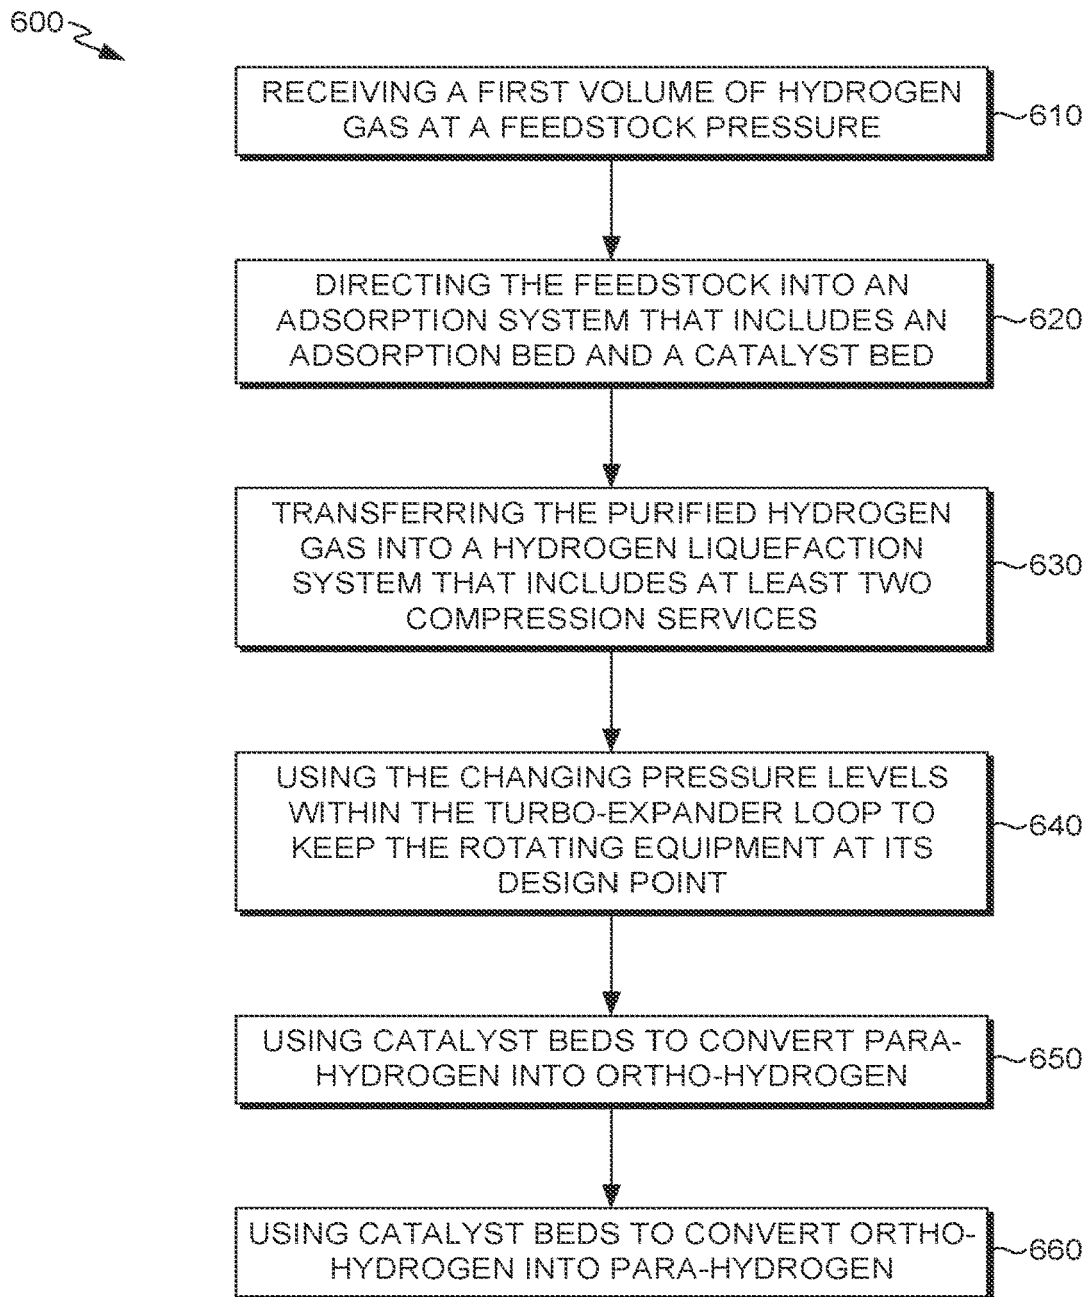 600
RECEIVING A FIRST VOLUME OF HYDROGEN
GAS AT A FEEDSTOCK PRESSURE
610
DIRECTING THE FEEDSTOCK INTO AN
ADSORPTION SYSTEM THAT INCLUDES AN
ADSORPTION BED AND A CATALYST BED
620
TRANSFERRING THE PURIFIED HYDROGEN
GAS INTO A HYDROGEN LIQUEFACTION
SYSTEM THAT INCLUDES AT LEAST TWO
COMPRESSION SERVICES
630
USING THE CHANGING PRESSURE LEVELS
WITHIN THE TURBO-EXPANDER LOOP TO
KEEP THE ROTATING EQUIPMENT AT ITS
DESIGN POINT
640
USING CATALYST BEDS TO CONVERT PARA-
HYDROGEN INTO ORTHO-HYDROGEN
650
USING CATALYST BEDS TO CONVERT ORTHO-
HYDROGEN INTO PARA-HYDROGEN
660